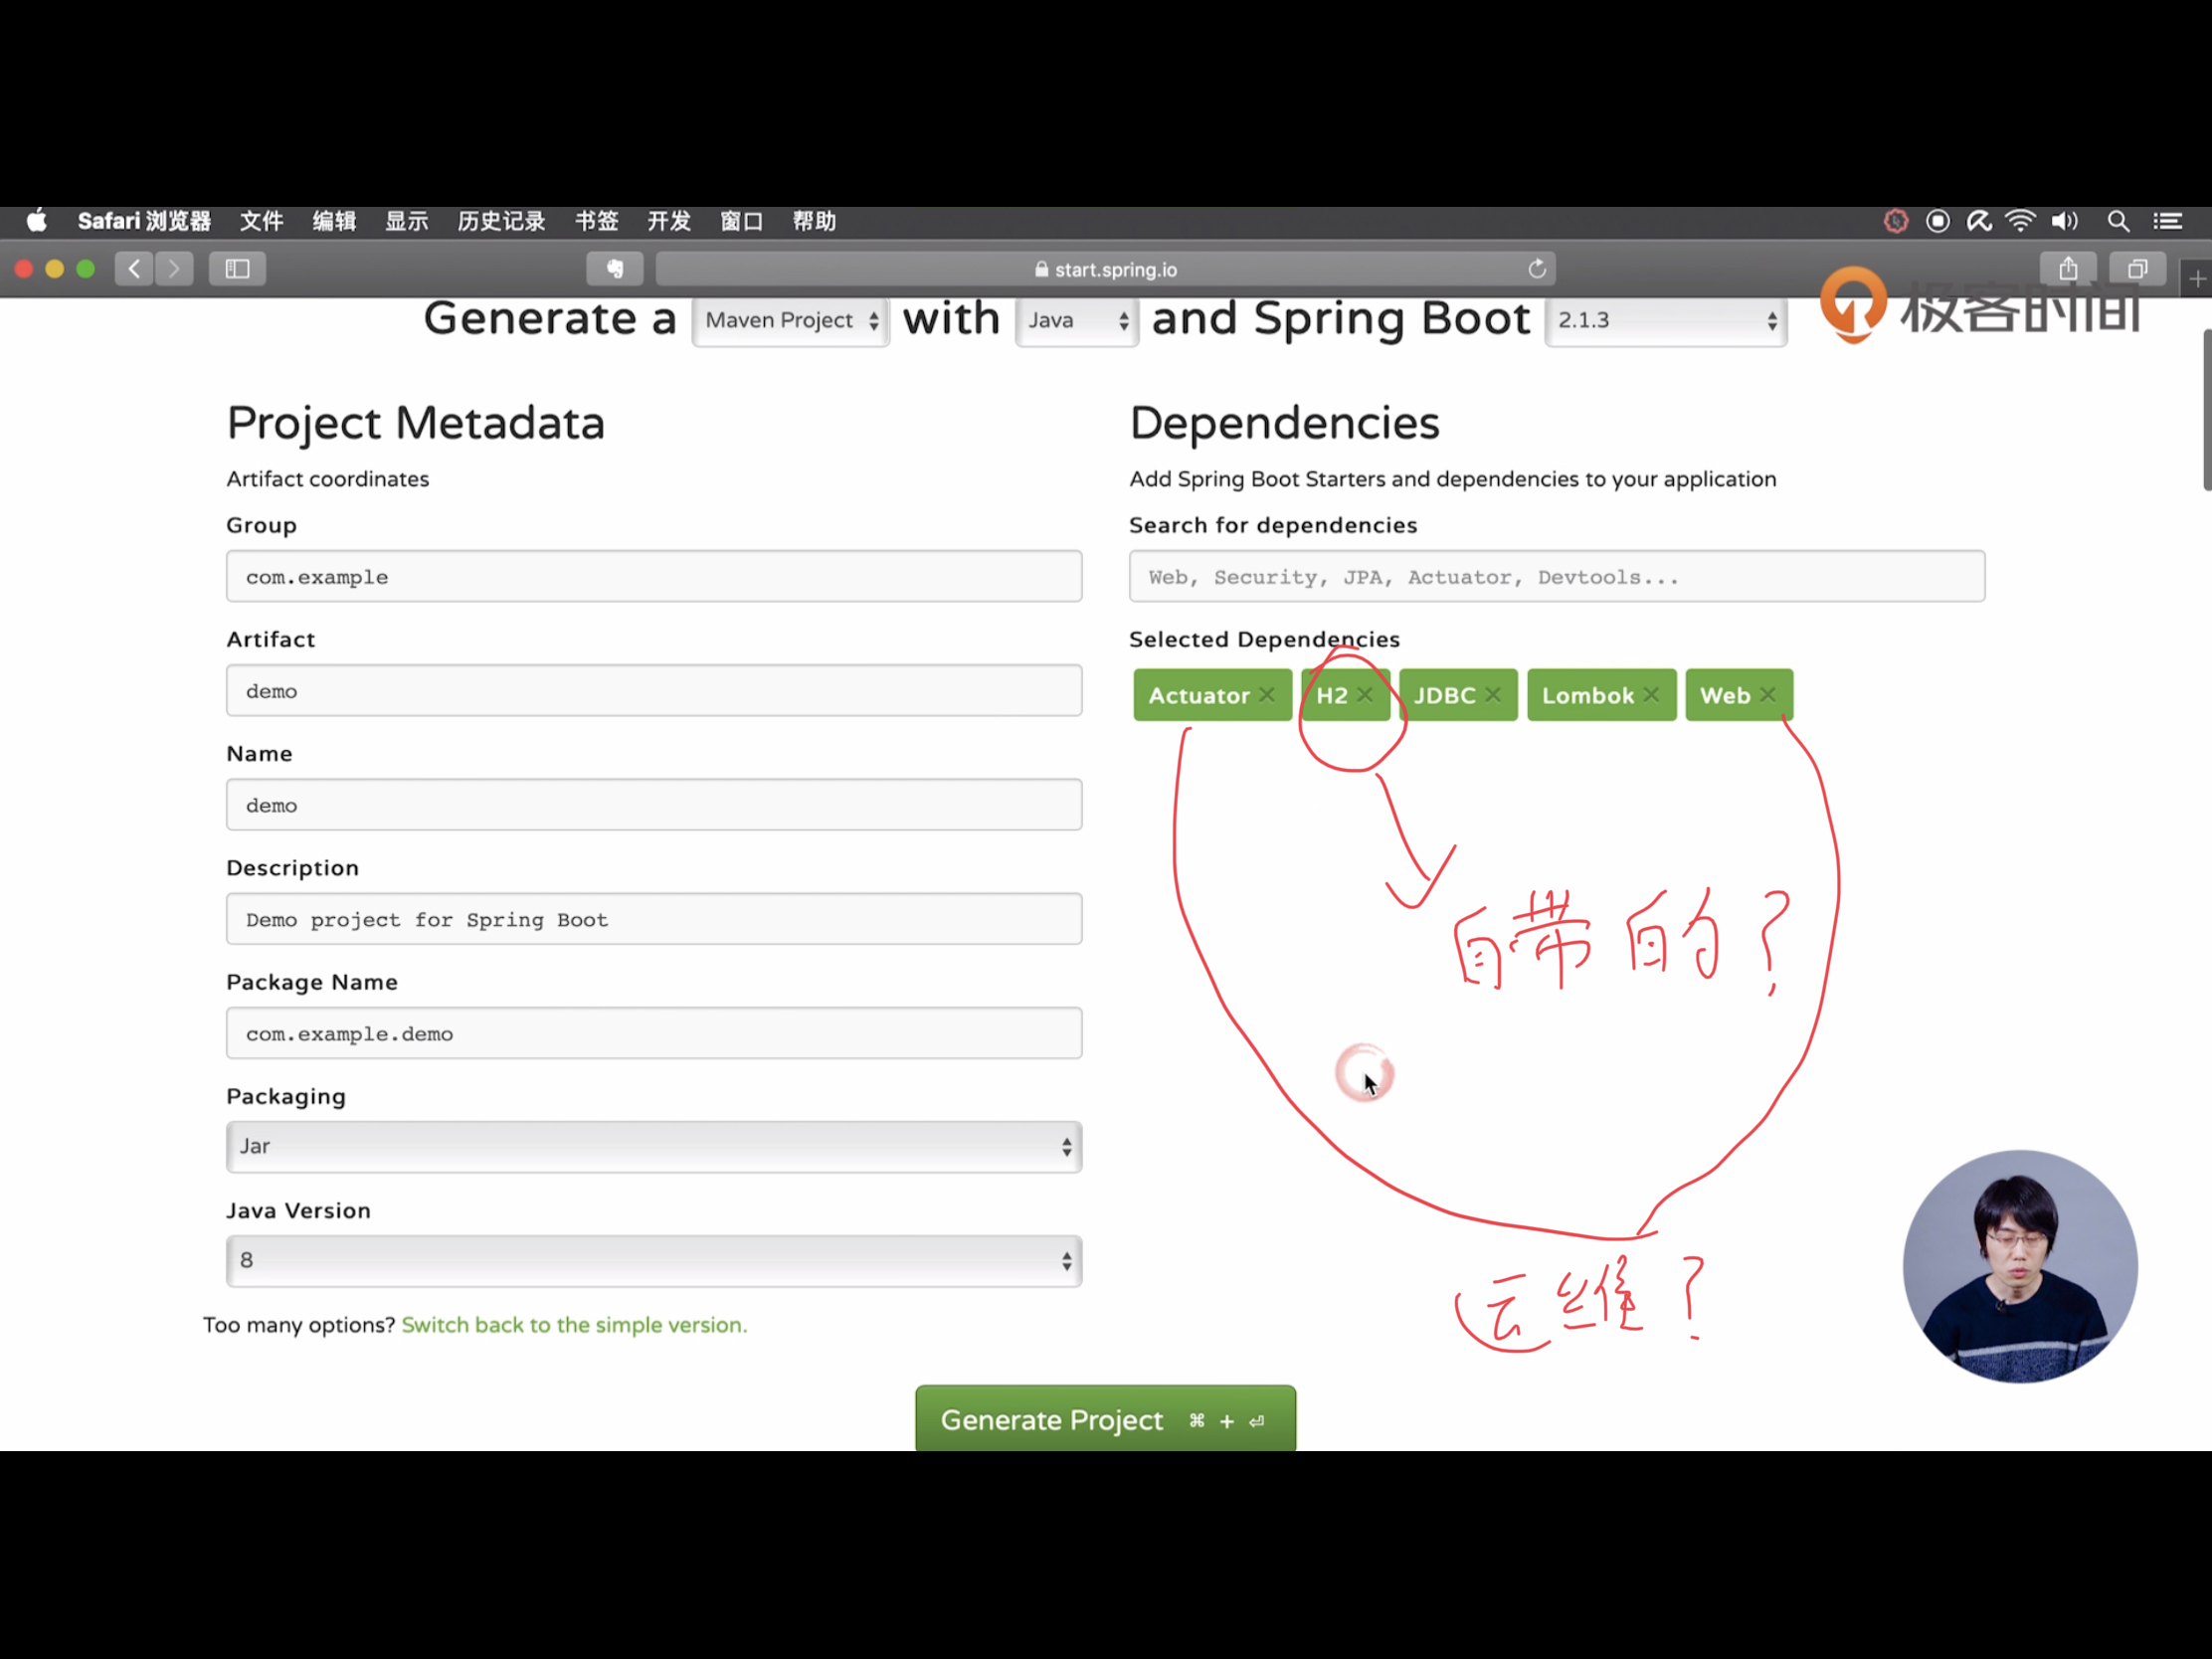 Safari 浏览器 文件 编辑 显示 历史记录 书签 开发 窗口 帮助
start.spring.io
Generate a Maven Project with Java and Spring Boot 2.1.3
极客时间
Project Metadata
Artifact coordinates
Group
com.example
Artifact
demo
Name
demo
Description
Demo project for Spring Boot
Package Name
com.example.demo
Packaging
Jar
Java Version
8
Too many options? Switch back to the simple version.
Dependencies
Add Spring Boot Starters and dependencies to your application
Search for dependencies
Web, Security, JPA, Actuator, Devtools...
Selected Dependencies
Actuator × H2 × JDBC × Lombok × Web ×
自带的?
运维?
Generate Project ⌘ + ⏎